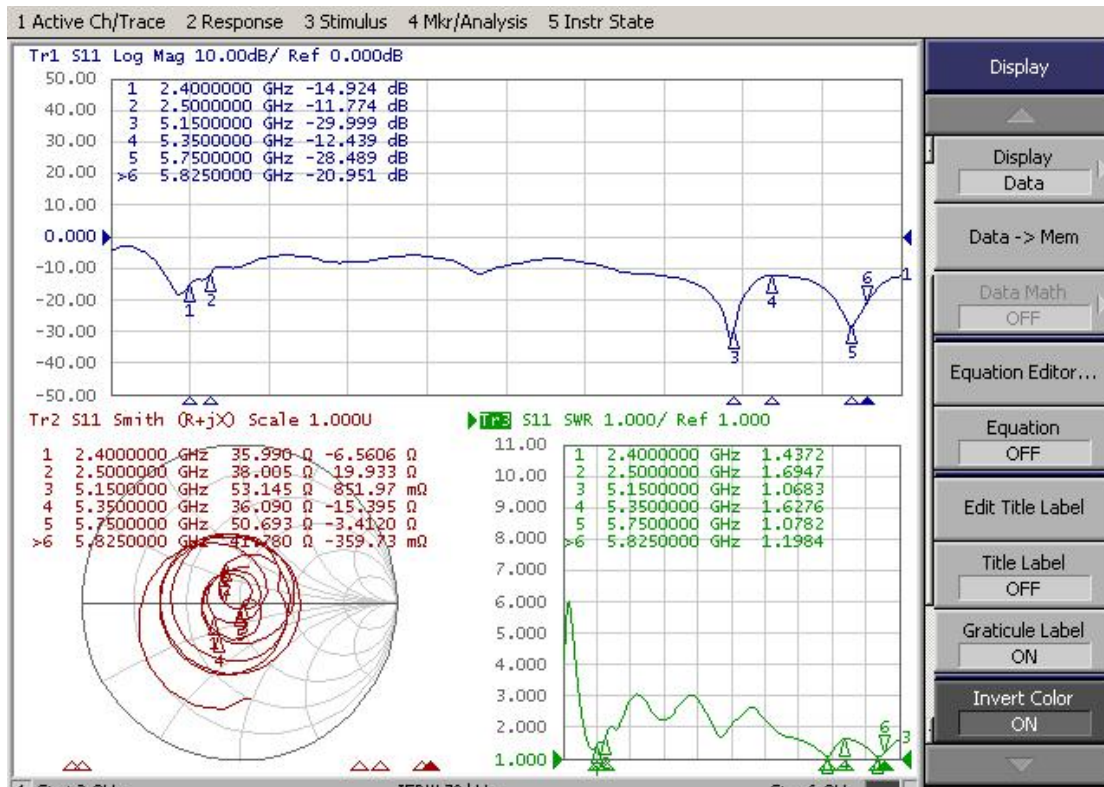 1 Active Ch/Trace 2 Response 3 Stimulus 4 Mkr/Analysis 5 Instr State
Tr1 S11 Log Mag 10.00dB/ Ref 0.000dB
50.00
40.00
30.00
20.00
10.00
0.000
-10.00
-20.00
-30.00
-40.00
-50.00
1 2.4000000 GHz -14.924 dB
2 2.5000000 GHz -11.774 dB
3 5.1500000 GHz -29.999 dB
4 5.3500000 GHz -12.439 dB
5 5.7500000 GHz -28.489 dB
>6 5.8250000 GHz -20.951 dB
1
2
3
4
5
6
1
Tr2 S11 Smith (R+jX) Scale 1.000U
1 2.4000000 GHz 35.990 Ω -6.5606 Ω
2 2.5000000 GHz 38.005 Ω 19.933 Ω
3 5.1500000 GHz 53.145 Ω 851.97 mΩ
4 5.3500000 GHz 36.090 Ω -15.395 Ω
5 5.7500000 GHz 50.693 Ω -3.4120 Ω
>6 5.8250000 GHz Ω -359.73 mΩ
4
Tr3 S11 SWR 1.000/ Ref 1.000
11.00
10.00
9.000
8.000
7.000
6.000
5.000
4.000
3.000
2.000
1.000
1 2.4000000 GHz 1.4372
2 2.5000000 GHz 1.6947
3 5.1500000 GHz 1.0683
4 5.3500000 GHz 1.6276
5 5.7500000 GHz 1.0782
>6 5.8250000 GHz 1.1984
6
3
Display
Display
Data
Data -> Mem
Data Math
OFF
Equation Editor...
Equation
OFF
Edit Title Label
Title Label
OFF
Graticule Label
ON
Invert Color
ON